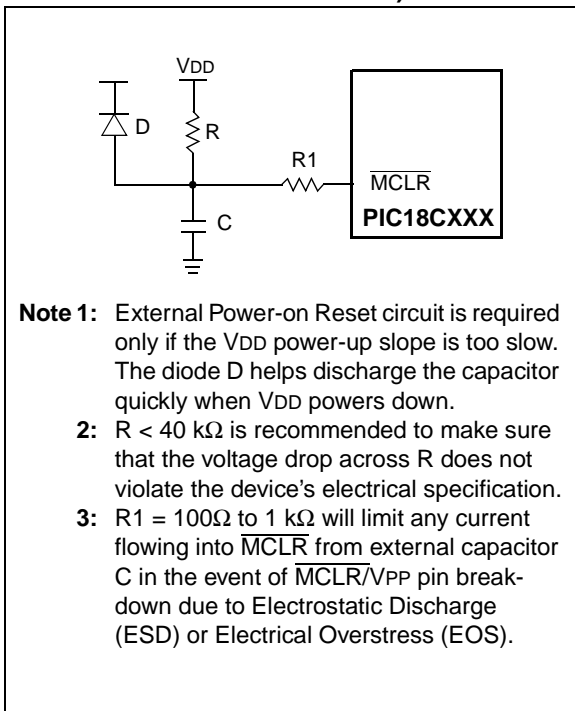 VDD
D
R
R1
MCLR
C
PIC18CXXX
Note 1: External Power-on Reset circuit is required
only if the VDD power-up slope is too slow.
The diode D helps discharge the capacitor
quickly when VDD powers down.
2: R < 40 kΩ is recommended to make sure
that the voltage drop across R does not
violate the device's electrical specification.
3: R1 = 100Ω to 1 kΩ will limit any current
flowing into MCLR from external capacitor
C in the event of MCLR/VPP pin break-
down due to Electrostatic Discharge
(ESD) or Electrical Overstress (EOS).